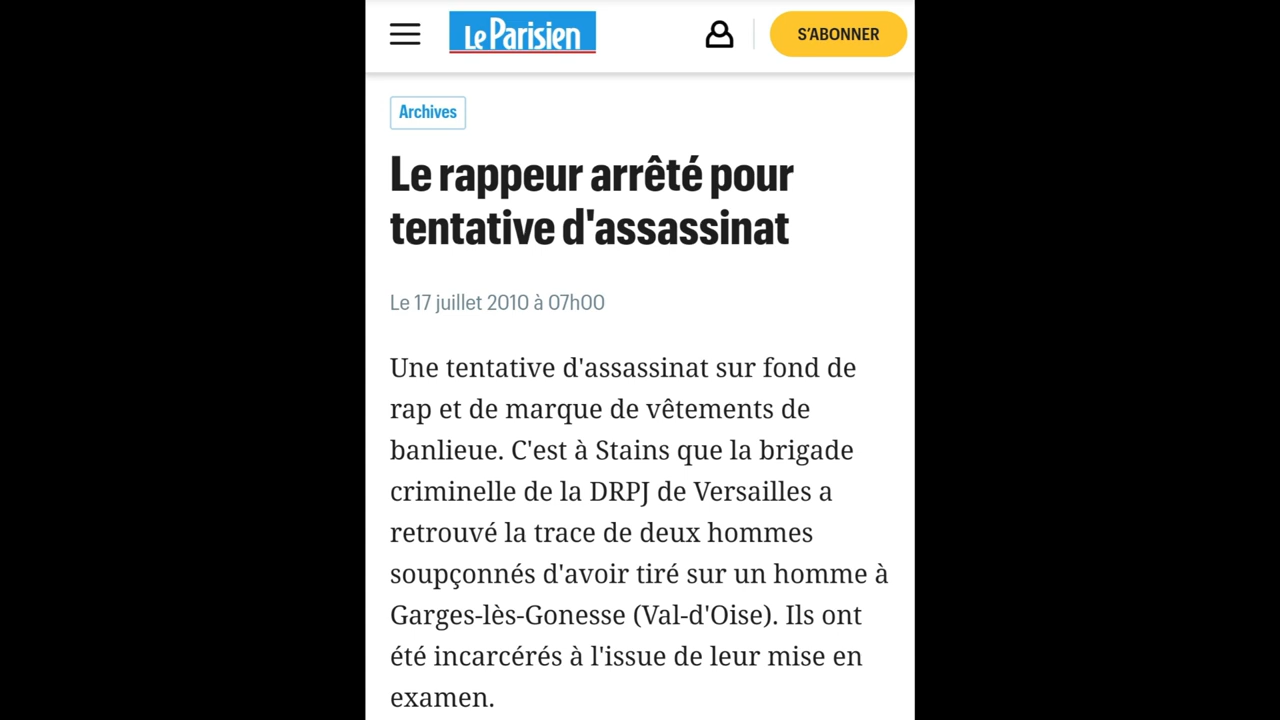 Le Parisien
S'ABONNER
Archives
Le rappeur arrêté pour
tentative d'assassinat
Le 17 juillet 2010 à 07h00
Une tentative d'assassinat sur fond de
rap et de marque de vêtements de
banlieue. C'est à Stains que la brigade
criminelle de la DRPJ de Versailles a
retrouvé la trace de deux hommes
soupçonnés d'avoir tiré sur un homme à
Garges-lès-Gonesse (Val-d'Oise). Ils ont
été incarcérés à l'issue de leur mise en
examen.